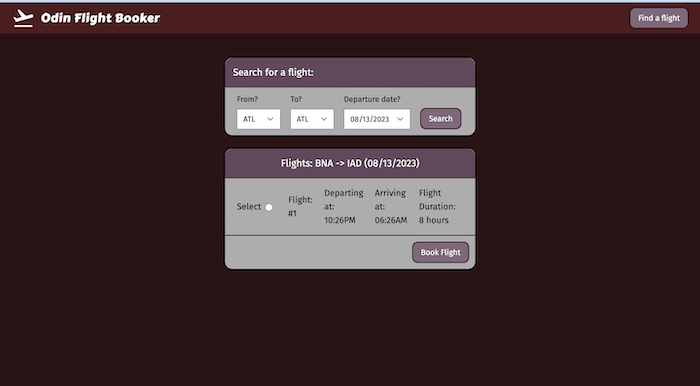 Odin Flight Booker
Find a flight
Search for a flight:
From? To? Departure date?
ATL ATL 08/13/2023 Search
Flights: BNA -> IAD (08/13/2023)
Select
Flight:
#1
Departing
at:
10:26PM
Arriving
at:
06:26AM
Flight
Duration:
8 hours
Book Flight